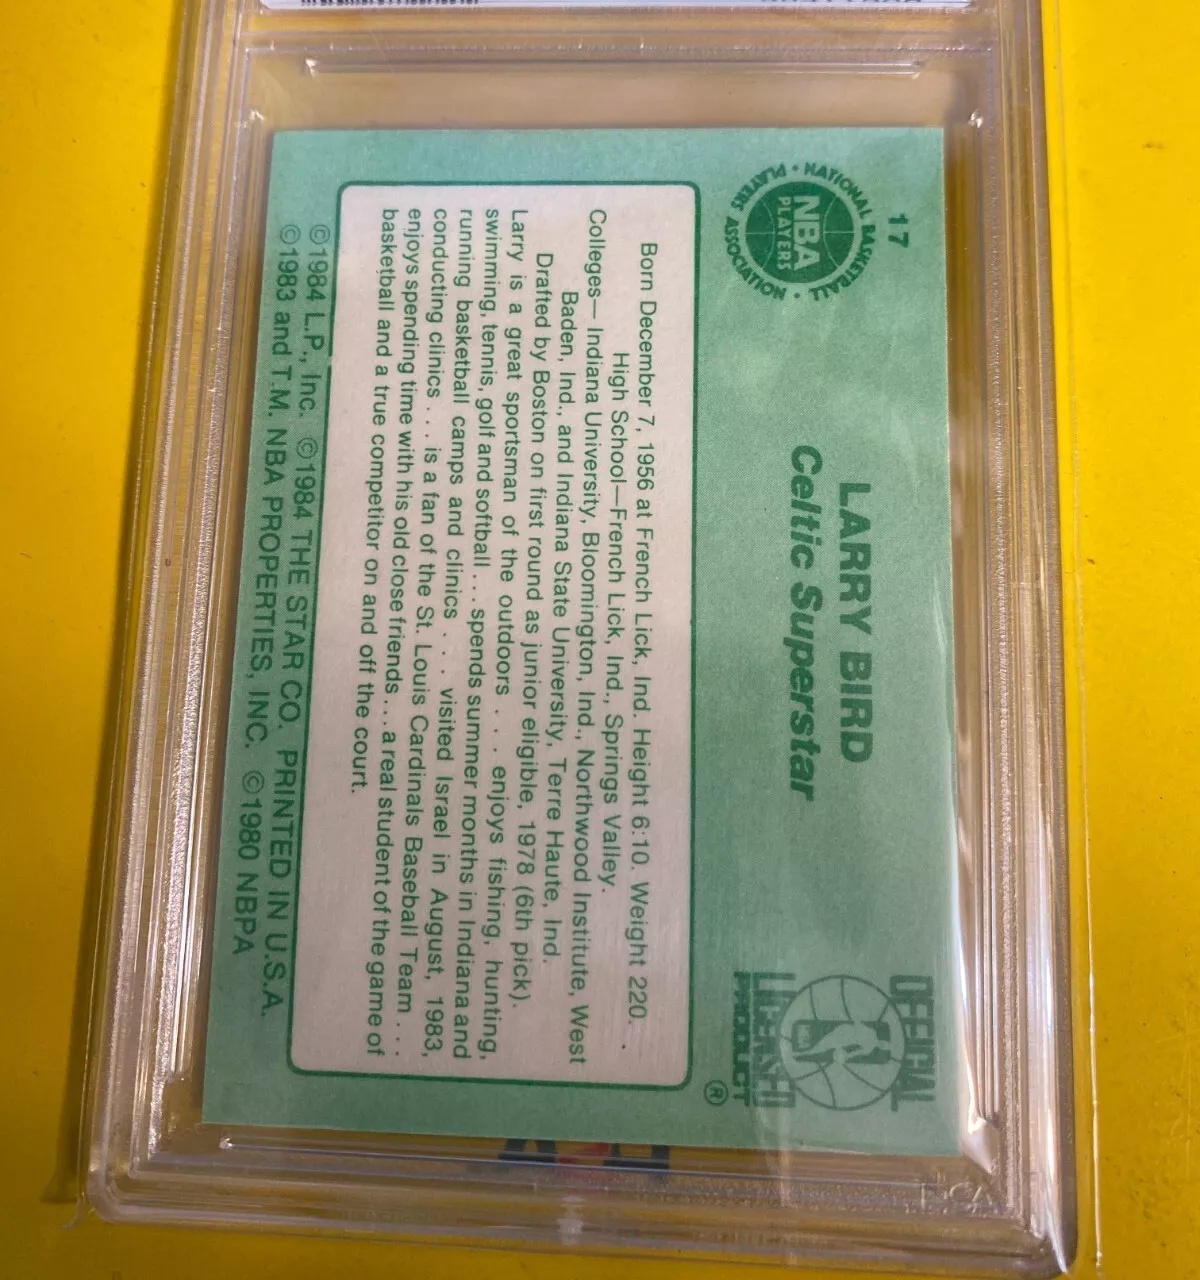 17
NATIONAL BASKETBALL
PLAYERS ASSOCIATION
NBA
PLAYERS
LARRY BIRD
Celtic Superstar
OFFICIAL
LICENSED
PRODUCT
®
Born December 7, 1956 at French Lick, Ind. Height 6:10. Weight 220.
High School—French Lick, Ind., Springs Valley.
Colleges— Indiana University, Bloomington, Ind., Northwood Institute, West
Baden, Ind., and Indiana State University, Terre Haute, Ind.
Drafted by Boston on first round as junior eligible, 1978 (6th pick).
Larry is a great sportsman of the outdoors . . . enjoys fishing, hunting,
swimming, tennis, golf and softball . . . spends summer months in Indiana and
running basketball camps and clinics . . . visited Israel in August, 1983,
conducting clinics . . . is a fan of the St. Louis Cardinals Baseball Team . . .
enjoys spending time with his old close friends . . . a real student of the game of
basketball and a true competitor on and off the court.
©1984 L.P., Inc. ©1984 THE STAR CO. PRINTED IN U.S.A.
©1983 and T.M. NBA PROPERTIES, INC. ©1980 NBPA